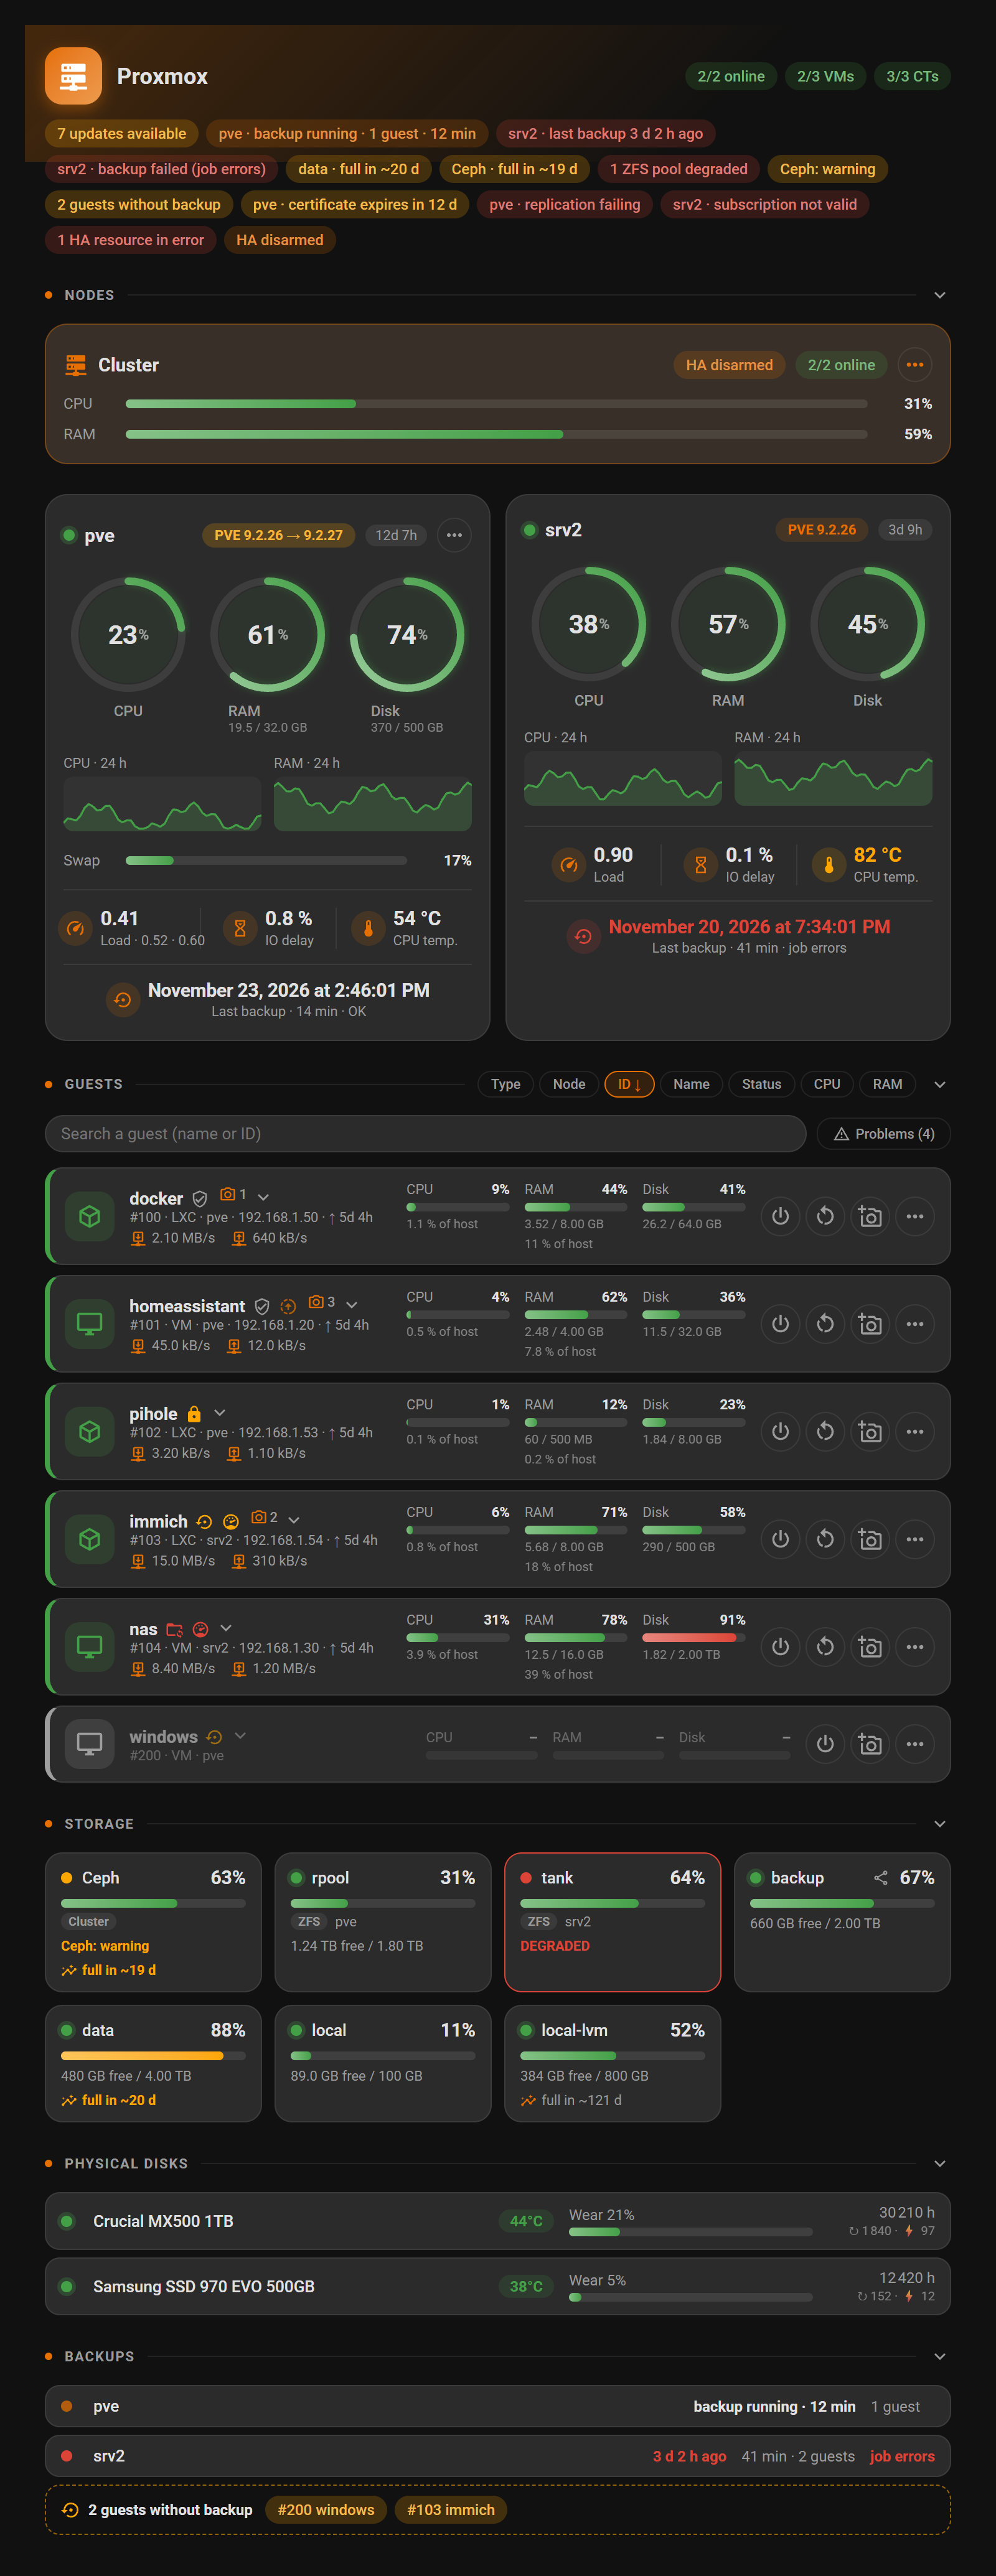 Proxmox
2/2 online 2/3 VMs 3/3 CTs
7 updates available pve · backup running · 1 guest · 12 min srv2 · last backup 3 d 2 h ago
srv2 · backup failed (job errors) data · full in ~20 d Ceph · full in ~19 d 1 ZFS pool degraded Ceph: warning
2 guests without backup pve · certificate expires in 12 d pve · replication failing srv2 · subscription not valid
1 HA resource in error HA disarmed
NODES
Cluster HA disarmed 2/2 online
CPU 31%
RAM 59%
pve PVE 9.2.26 → 9.2.27 12d 7h
23% 61% 74%
CPU RAM Disk
19.5 / 32.0 GB 370 / 500 GB
CPU · 24 h RAM · 24 h
Swap 17%
0.41 0.8 % 54 °C
Load · 0.52 · 0.60 IO delay CPU temp.
November 23, 2026 at 2:46:01 PM
Last backup · 14 min · OK
srv2 PVE 9.2.26 3d 9h
38% 57% 45%
CPU RAM Disk
CPU · 24 h RAM · 24 h
0.90 0.1 % 82 °C
Load IO delay CPU temp.
November 20, 2026 at 7:34:01 PM
Last backup · 41 min · job errors
GUESTS Type Node ID ↓ Name Status CPU RAM
Search a guest (name or ID) Problems (4)
docker 1
#100 · LXC · pve · 192.168.1.50 · ↑ 5d 4h
2.10 MB/s 640 kB/s
CPU 9% RAM 44% Disk 41%
1.1 % of host 3.52 / 8.00 GB 26.2 / 64.0 GB
11 % of host
homeassistant 3
#101 · VM · pve · 192.168.1.20 · ↑ 5d 4h
45.0 kB/s 12.0 kB/s
CPU 4% RAM 62% Disk 36%
0.5 % of host 2.48 / 4.00 GB 11.5 / 32.0 GB
7.8 % of host
pihole
#102 · LXC · pve · 192.168.1.53 · ↑ 5d 4h
3.20 kB/s 1.10 kB/s
CPU 1% RAM 12% Disk 23%
0.1 % of host 60 / 500 MB 1.84 / 8.00 GB
0.2 % of host
immich 2
#103 · LXC · srv2 · 192.168.1.54 · ↑ 5d 4h
15.0 MB/s 310 kB/s
CPU 6% RAM 71% Disk 58%
0.8 % of host 5.68 / 8.00 GB 290 / 500 GB
18 % of host
nas
#104 · VM · srv2 · 192.168.1.30 · ↑ 5d 4h
8.40 MB/s 1.20 MB/s
CPU 31% RAM 78% Disk 91%
3.9 % of host 12.5 / 16.0 GB 1.82 / 2.00 TB
39 % of host
windows
#200 · VM · pve
CPU – RAM – Disk –
STORAGE
Ceph 63%
Cluster
Ceph: warning
full in ~19 d
rpool 31%
ZFS pve
1.24 TB free / 1.80 TB
tank 64%
ZFS srv2
DEGRADED
backup 67%
660 GB free / 2.00 TB
data 88%
480 GB free / 4.00 TB
full in ~20 d
local 11%
89.0 GB free / 100 GB
local-lvm 52%
384 GB free / 800 GB
full in ~121 d
PHYSICAL DISKS
Crucial MX500 1TB 44°C Wear 21% 30 210 h
↻ 1 840 · ⚡ 97
Samsung SSD 970 EVO 500GB 38°C Wear 5% 12 420 h
↻ 152 · ⚡ 12
BACKUPS
pve backup running · 12 min 1 guest
srv2 3 d 2 h ago 41 min · 2 guests job errors
2 guests without backup #200 windows #103 immich